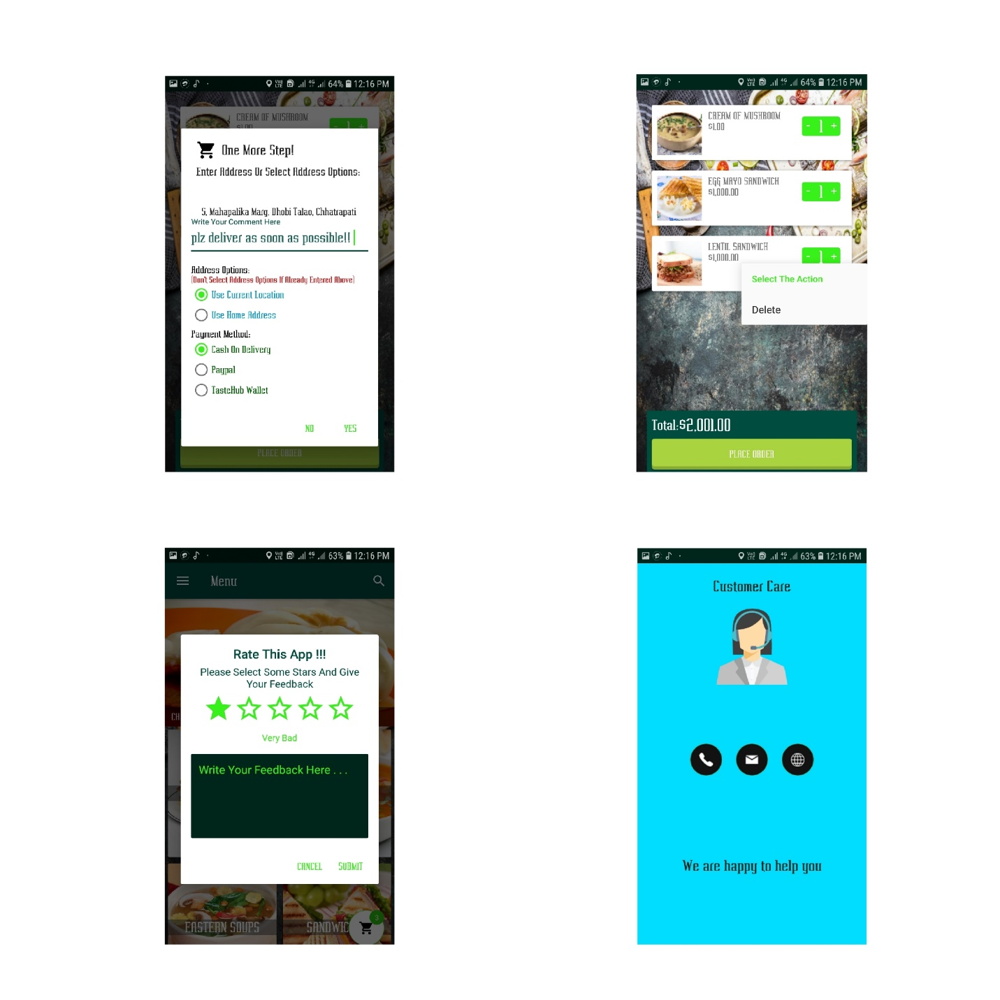 64% 12:16 PM
CREAM OF MUSHROOM
$1.00
- 1 +
One More Step!
Enter Address Or Select Address Options:
5, Mahapalika Marg, Dhobi Talao, Chhatrapati
Write Your Comment Here
plz deliver as soon as possible!!
Address Options:
(Don't Select Address Options If Already Entered Above)
Use Current Location
Use Home Address
Payment Method:
Cash On Delivery
Paypal
TasteHub Wallet
NO YES
PLACE ORDER
64% 12:16 PM
CREAM OF MUSHROOM
$1.00
- 1 +
EGG MAYO SANDWICH
$1,000.00
- 1 +
LENTIL SANDWICH
$1,000.00
- 1 +
Select The Action
Delete
Total:$2,001.00
PLACE ORDER
63% 12:16 PM
Menu
Rate This App !!!
Please Select Some Stars And Give
Your Feedback
Very Bad
Write Your Feedback Here . . .
CANCEL SUBMIT
3
EASTERN SOUPS
63% 12:16 PM
Customer Care
We are happy to help you